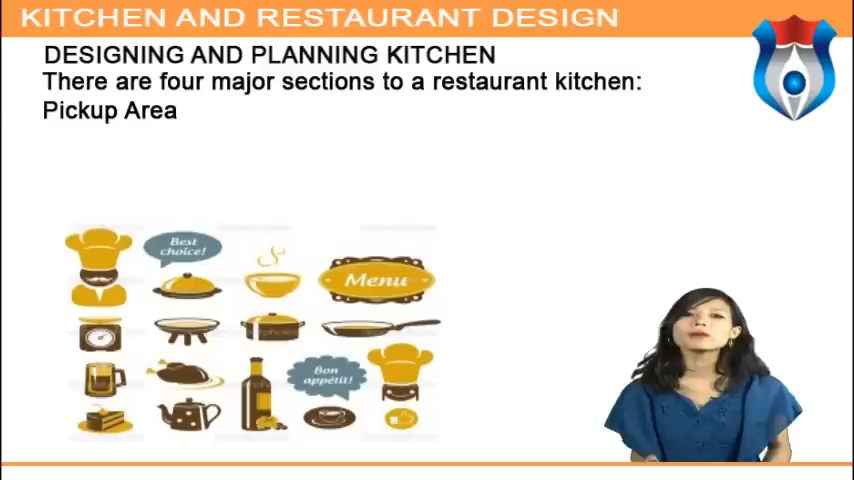 KITCHEN AND RESTAURANT DESIGN
DESIGNING AND PLANNING KITCHEN
There are four major sections to a restaurant kitchen:
Pickup Area
Best
choice!
Menu
Bon
appétit!